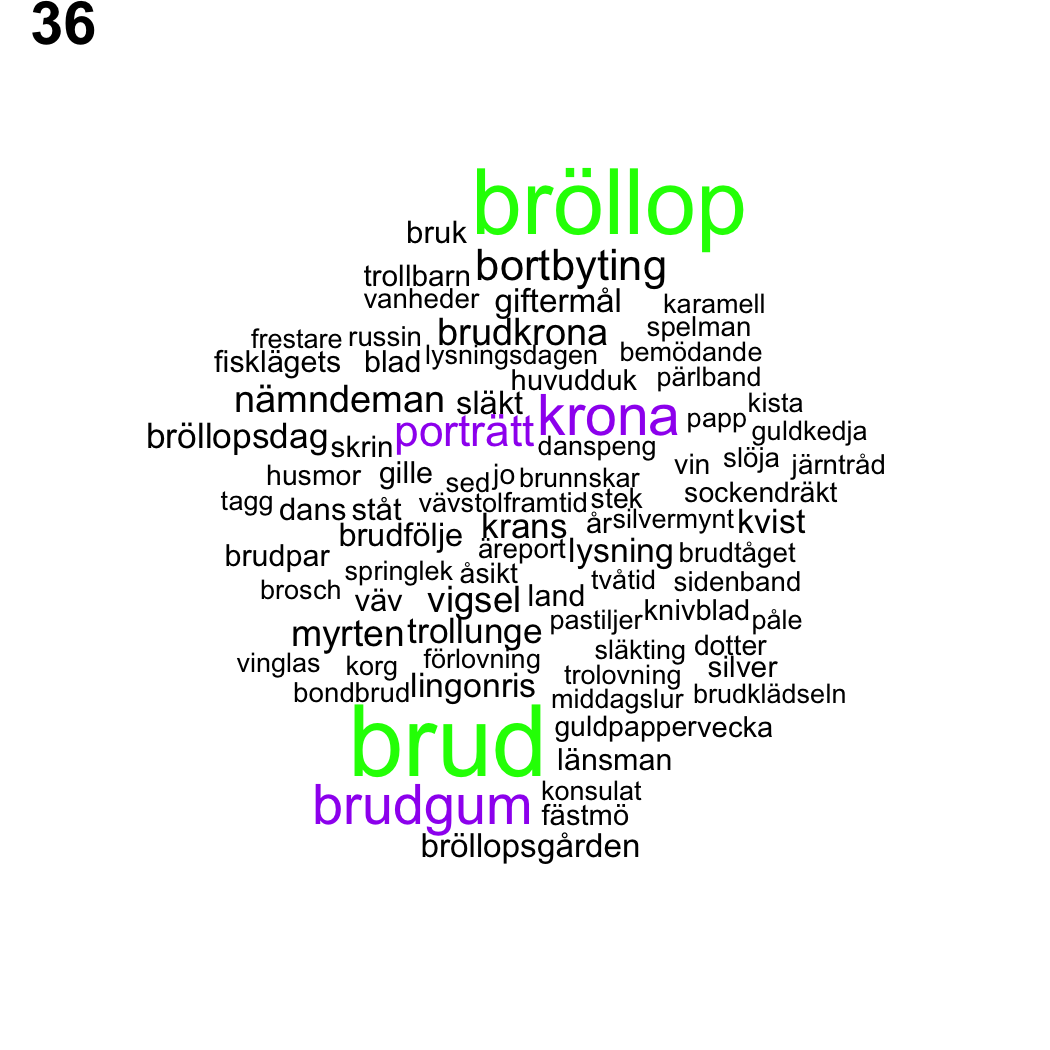 36
bröllop
bruk
bortbyting
trollbarn
vanheder giftermål karamell
frestare russin brudkrona spelman
fisklägets blad lysningsdagen bemödande
huvudduk pärlband
nämndeman släkt krona papp kista
bröllopsdag skrin porträtt danspeng guldkedja
husmor gille sed jo brunnskar vin slöja järntråd
tagg dans ståt vävstol framtid stek sockendräkt
brudfölje krans år silvermynt kvist
brudpar äreport lysning brudtåget
brosch springlek åsikt tvåtid sidenband
väv vigsel land pastiljer knivblad påle
myrten trollunge släkting dotter
vinglas korg förlovning trolovning silver
bondbrud lingonris middagslur brudklädseln
brud guldpapper vecka
länsman
brudgum konsulat
fästmö
bröllopsgården